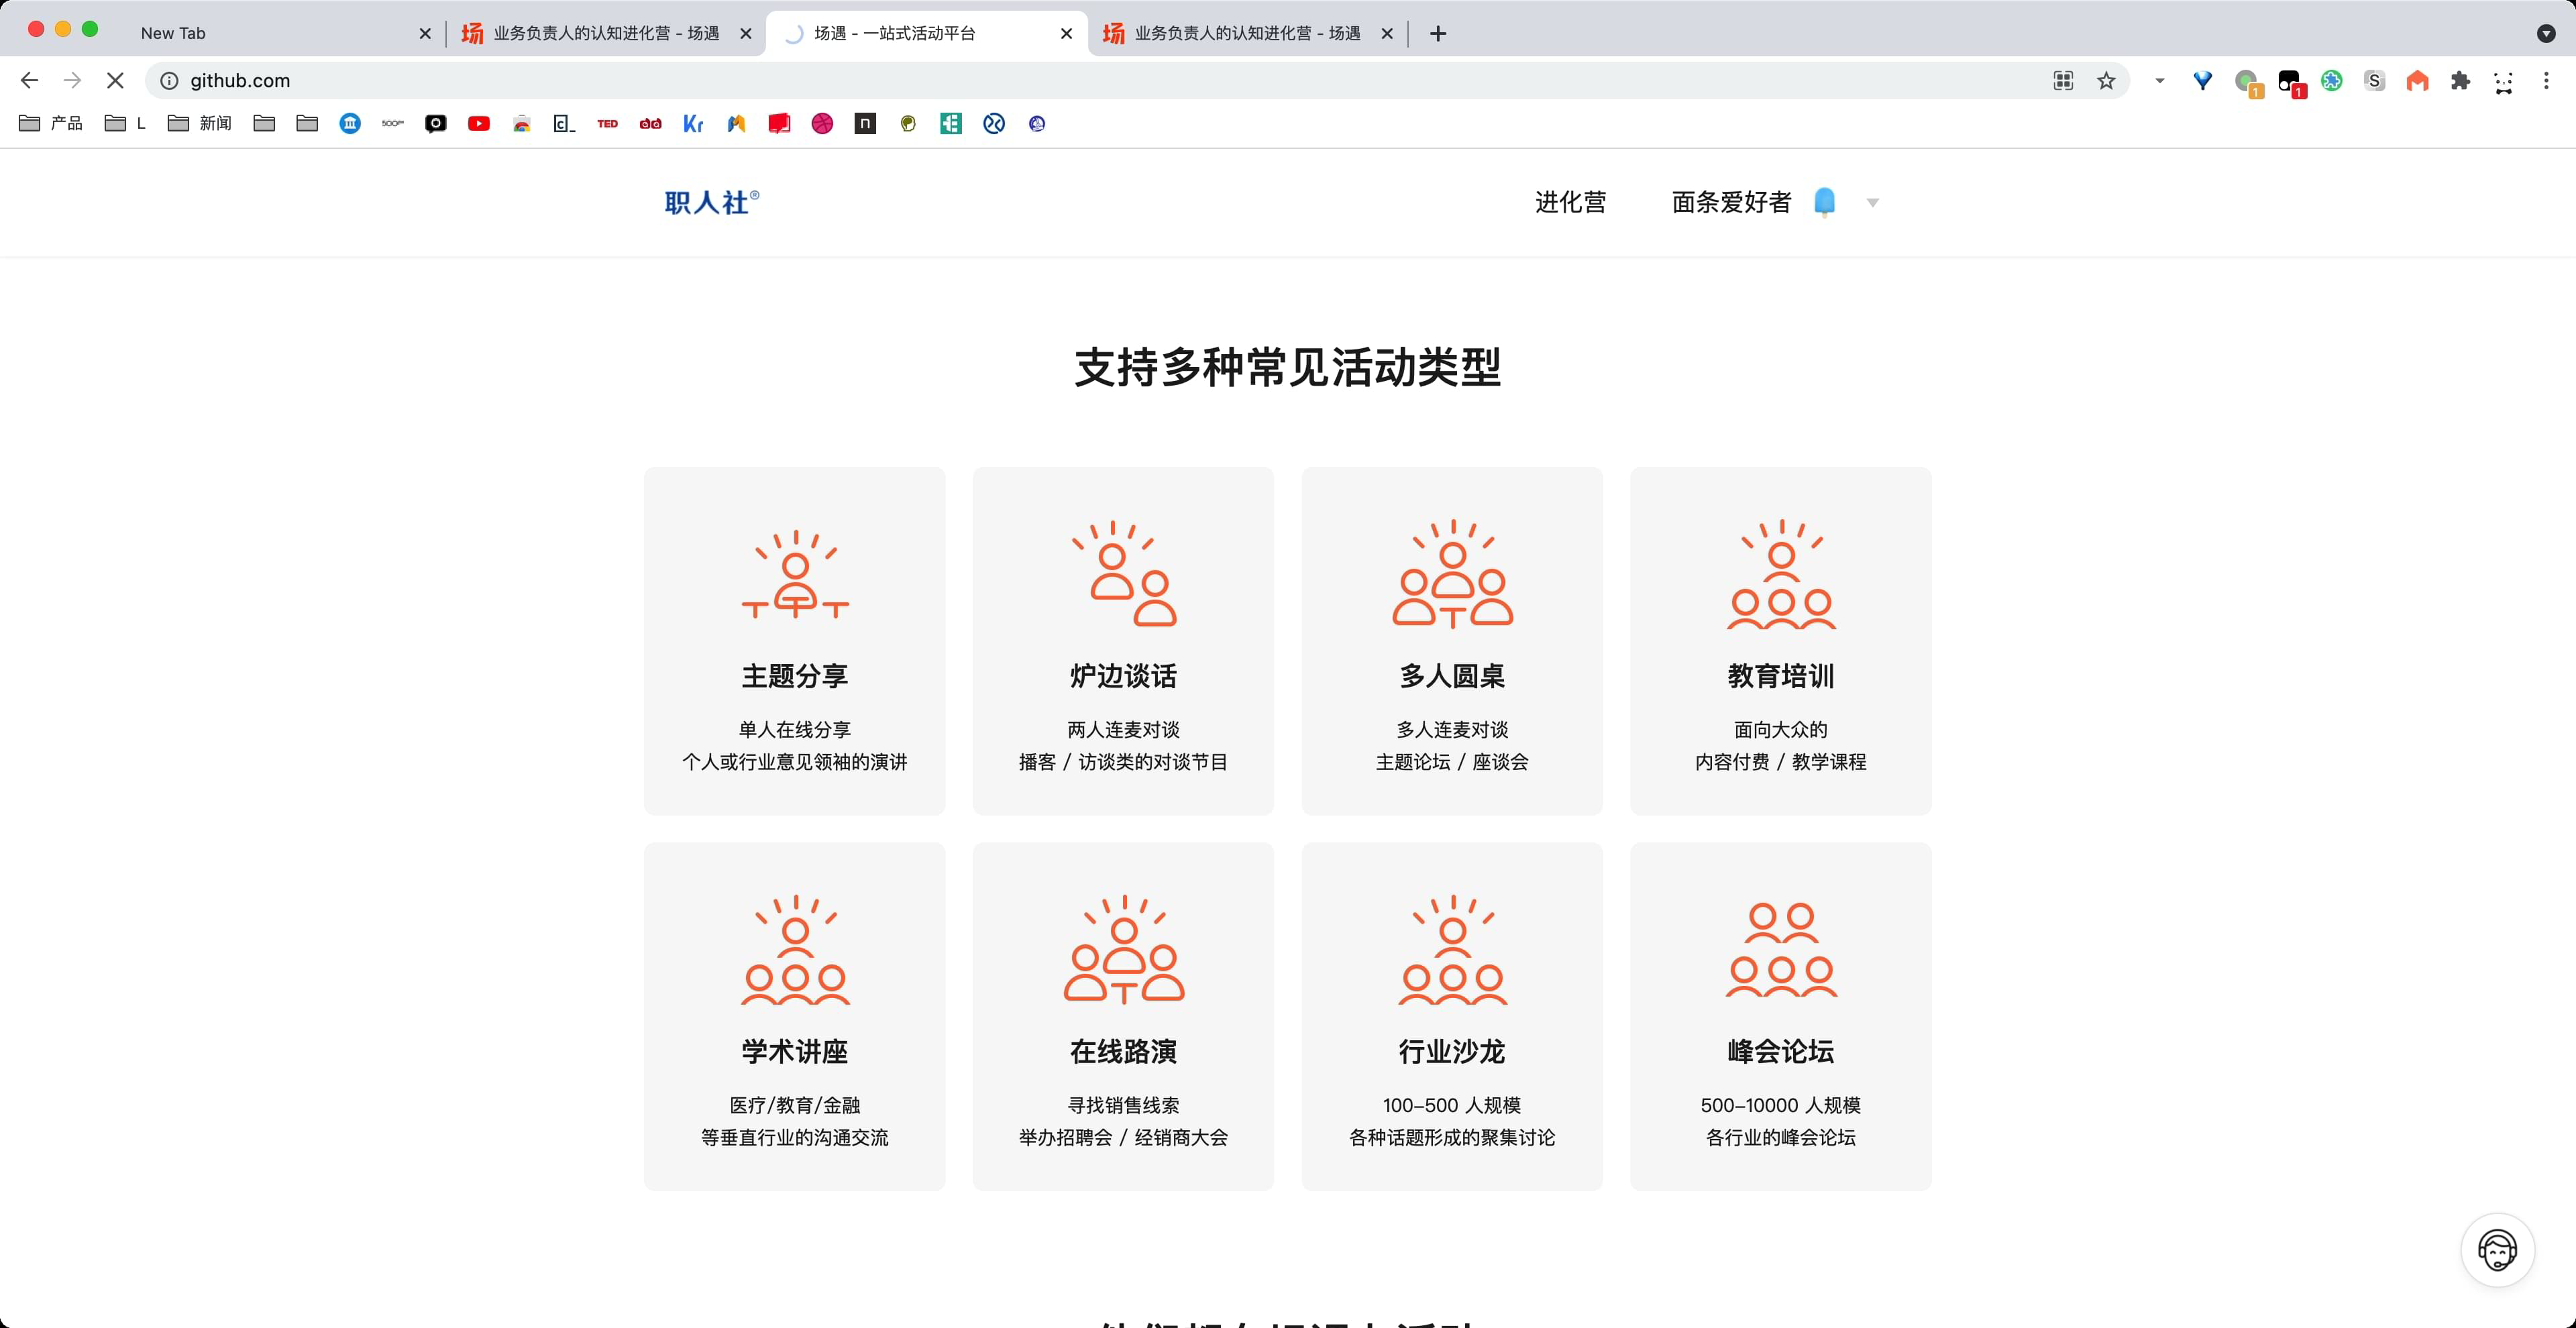 New Tab
业务负责人的认知进化营 - 场遇
场遇 - 一站式活动平台
业务负责人的认知进化营 - 场遇
github.com
产品
L
新闻
职人社®
进化营
面条爱好者
支持多种常见活动类型
主题分享
单人在线分享
个人或行业意见领袖的演讲
炉边谈话
两人连麦对谈
播客 / 访谈类的对谈节目
多人圆桌
多人连麦对谈
主题论坛 / 座谈会
教育培训
面向大众的
内容付费 / 教学课程
学术讲座
医疗/教育/金融
等垂直行业的沟通交流
在线路演
寻找销售线索
举办招聘会 / 经销商大会
行业沙龙
100–500 人规模
各种话题形成的聚集讨论
峰会论坛
500–10000 人规模
各行业的峰会论坛